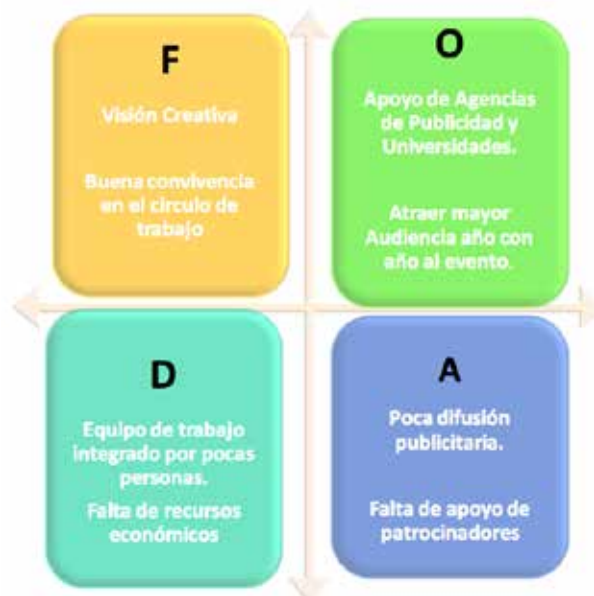 F
Visión Creativa
Buena convivencia
en el circulo de
trabajo
O
Apoyo de Agencias
de Publicidad y
Universidades.
Atraer mayor
Audiencia año con
año al evento.
D
Equipo de trabajo
integrado por pocas
personas.
Falta de recursos
económicos
A
Poca difusión
publicitaria.
Falta de apoyo de
patrocinadores